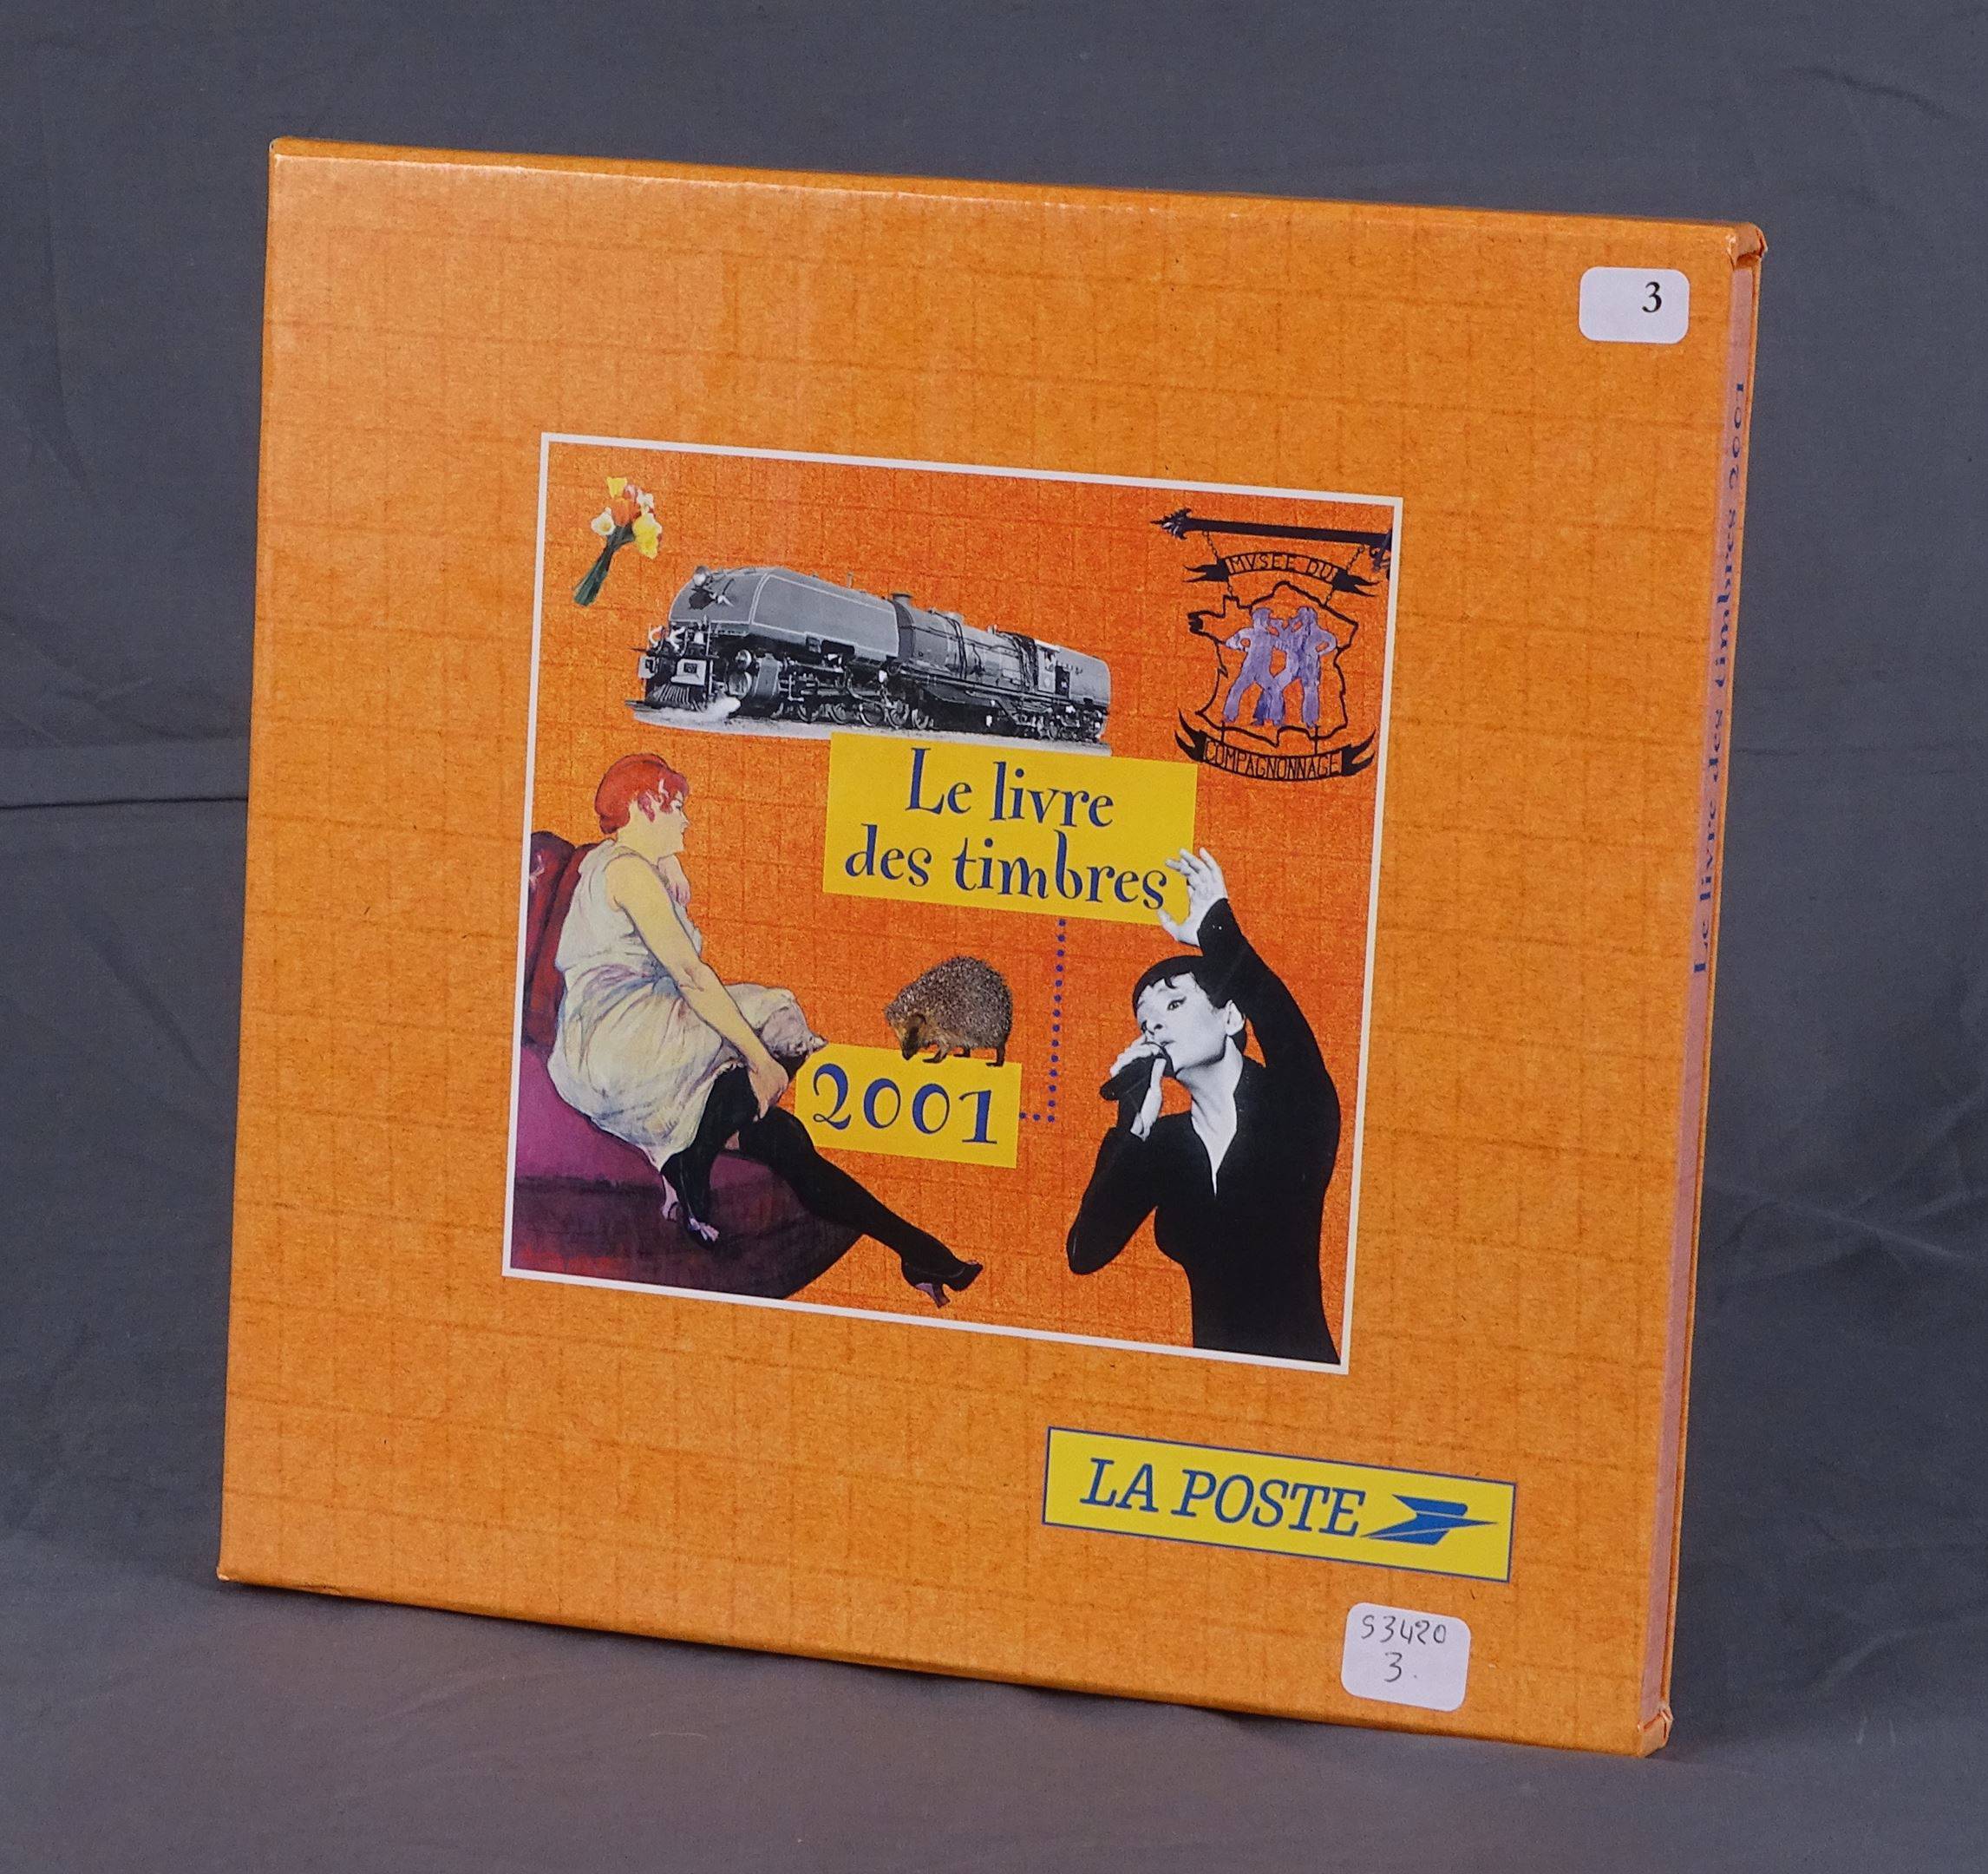 3
MVSEE DU
COMPAGNONNAGE
Le livre
des timbres
2001
LA POSTE
S3420
3.
Le livre des timbres 2001